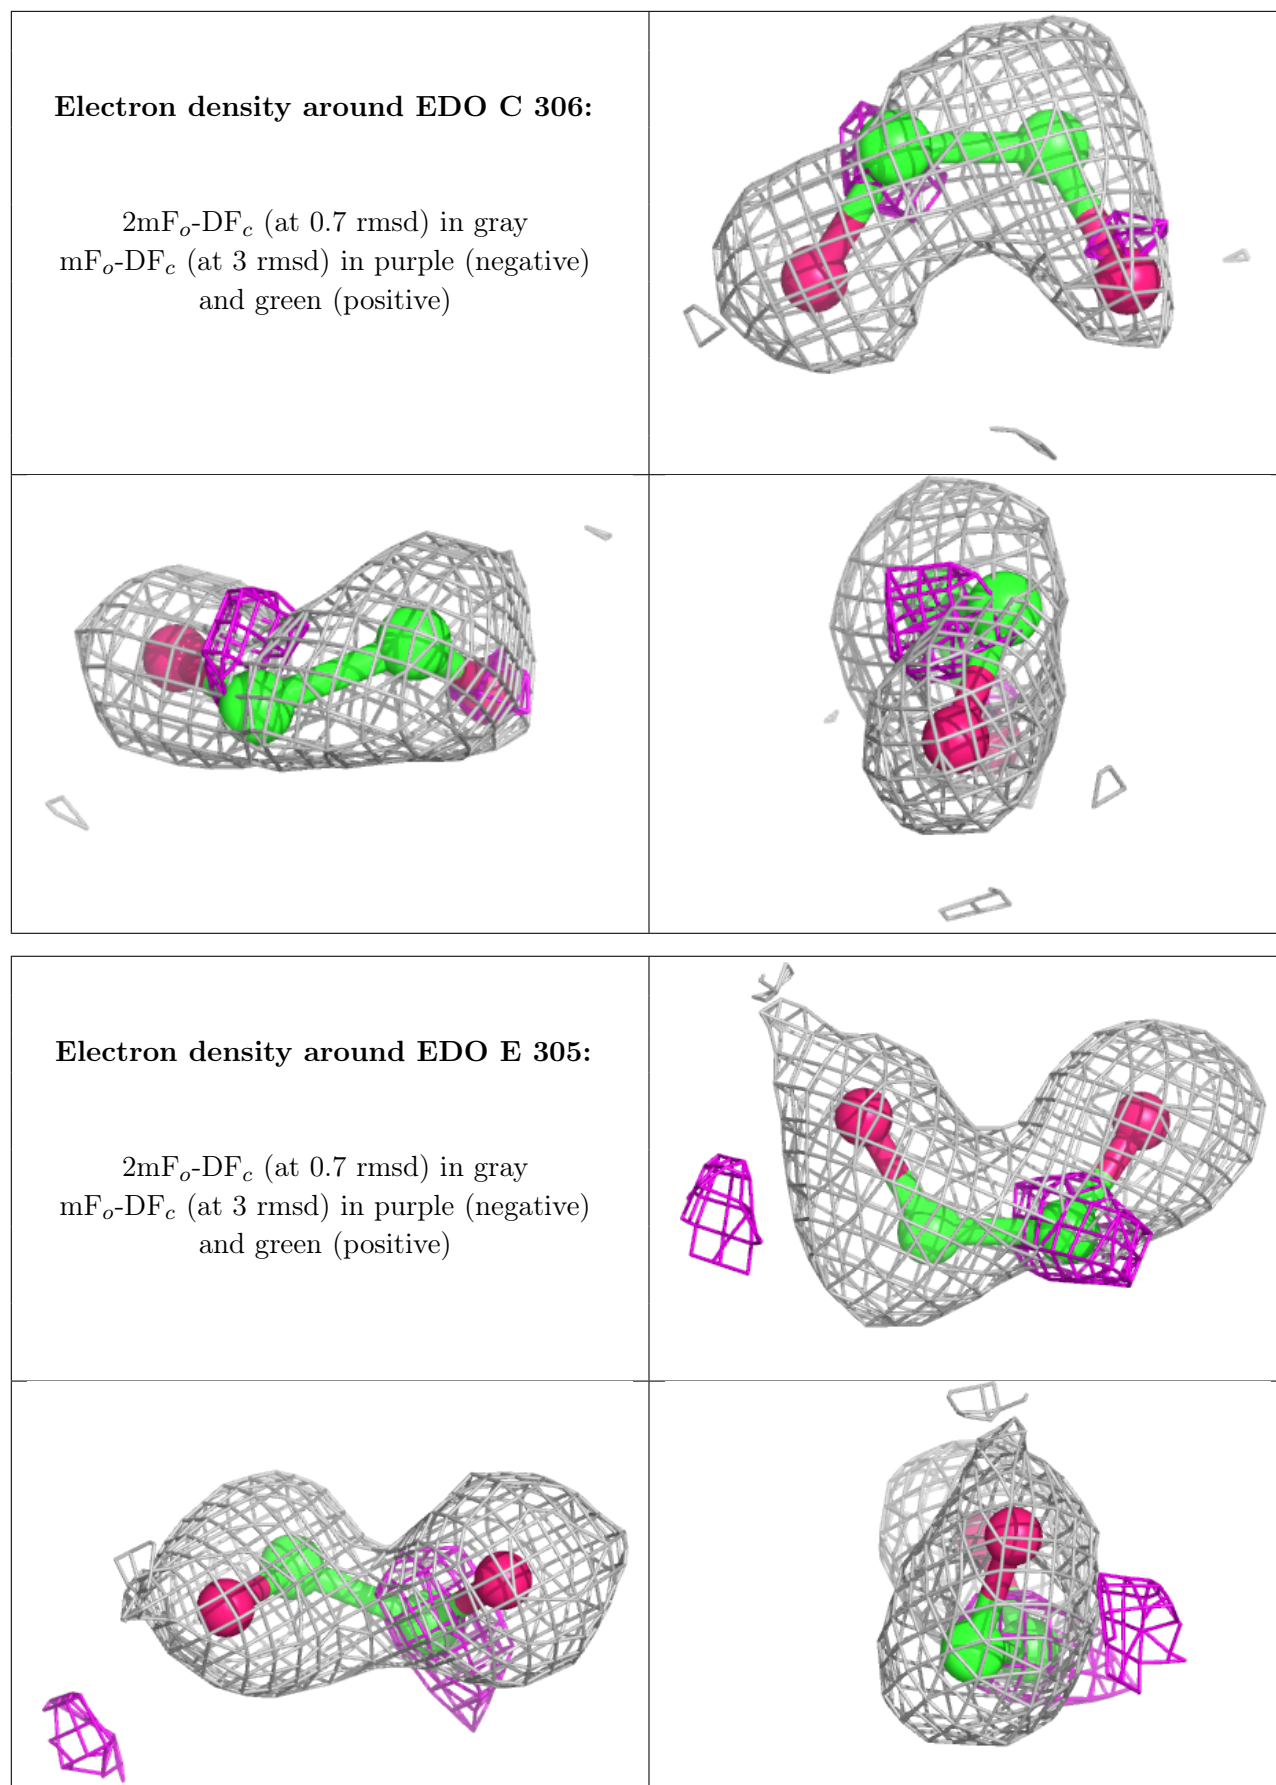 Electron density around EDO C 306:
2mFₒ-DF𝒸 (at 0.7 rmsd) in gray
mFₒ-DF𝒸 (at 3 rmsd) in purple (negative)
and green (positive)
Electron density around EDO E 305:
2mFₒ-DF𝒸 (at 0.7 rmsd) in gray
mFₒ-DF𝒸 (at 3 rmsd) in purple (negative)
and green (positive)